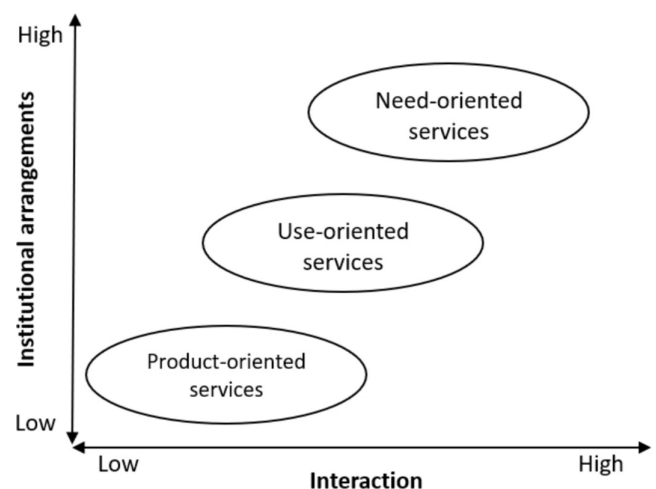 High
Need-oriented
services
Institutional arrangements
Use-oriented
services
Product-oriented
services
Low
Low
High
Interaction